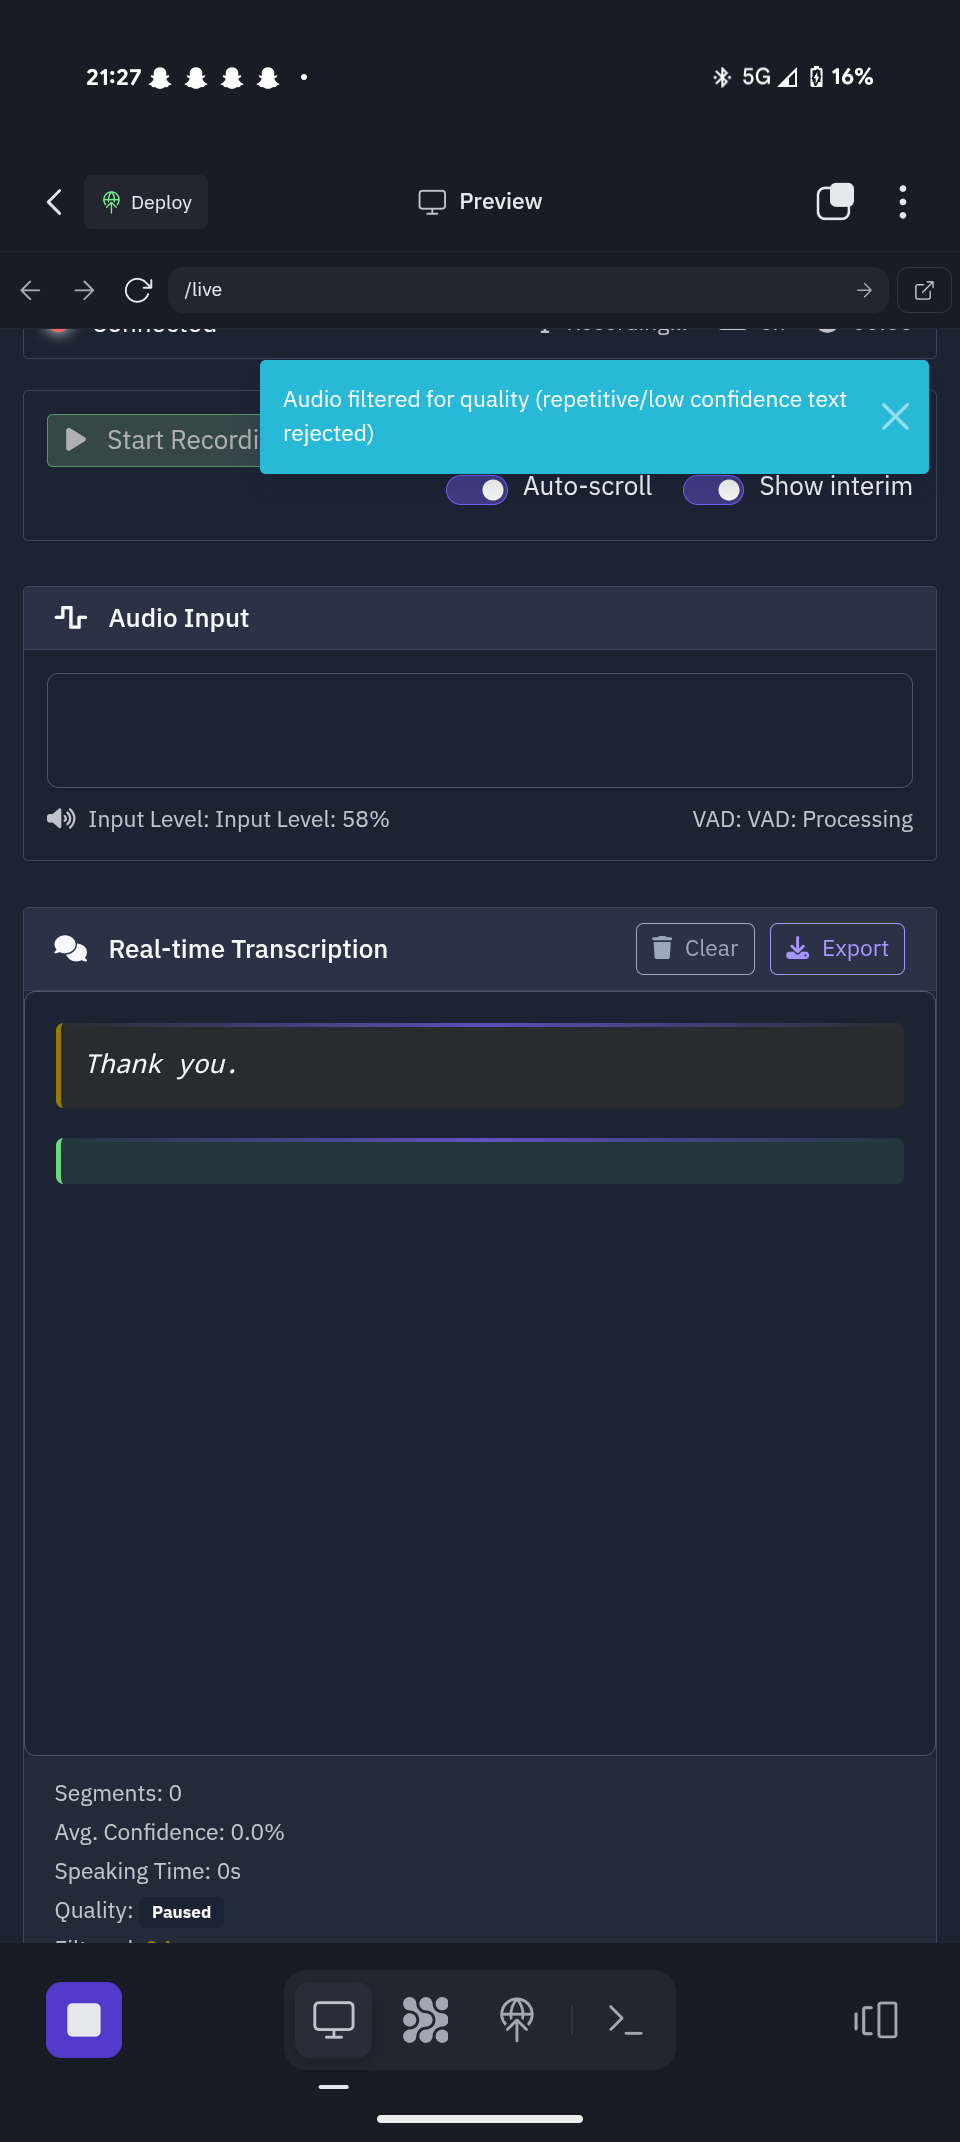 21:27
5G 16%
Deploy
Preview
/live
Connected
Recording...
Audio filtered for quality (repetitive/low confidence text
rejected)
Start Recordi
Auto-scroll
Show interim
Audio Input
Input Level: Input Level: 58%
VAD: VAD: Processing
Real-time Transcription
Clear
Export
Thank you.
Segments: 0
Avg. Confidence: 0.0%
Speaking Time: 0s
Quality: Paused